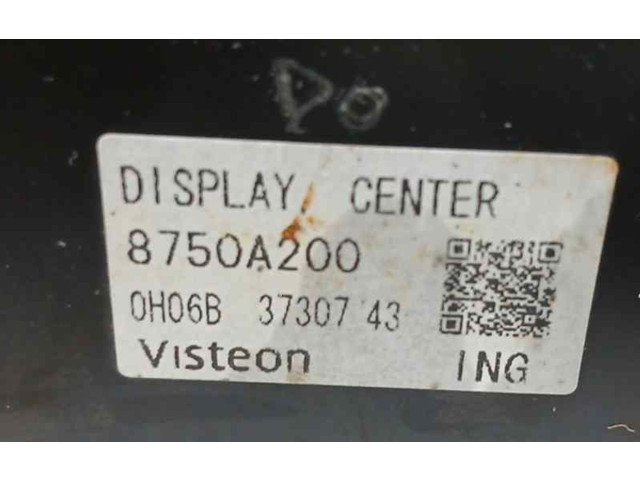 DISPLAY, CENTER
8750A200
0H06B 37307 43
Visteon ING